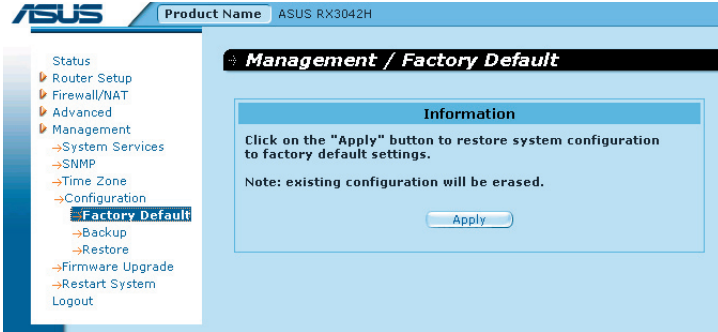 ASUS
Product Name ASUS RX3042H
Status
Router Setup
Firewall/NAT
Advanced
Management
System Services
SNMP
Time Zone
Configuration
Factory Default
Backup
Restore
Firmware Upgrade
Restart System
Logout
Management / Factory Default
Information
Click on the "Apply" button to restore system configuration
to factory default settings.
Note: existing configuration will be erased.
Apply